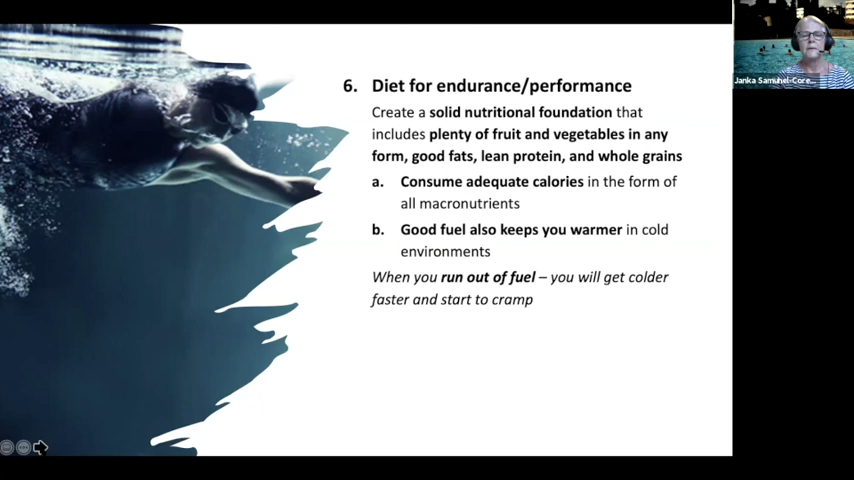 6. Diet for endurance/performance
Create a solid nutritional foundation that
includes plenty of fruit and vegetables in any
form, good fats, lean protein, and whole grains
a. Consume adequate calories in the form of
all macronutrients
b. Good fuel also keeps you warmer in cold
environments
When you run out of fuel – you will get colder
faster and start to cramp
Janka Samuhel-Core...